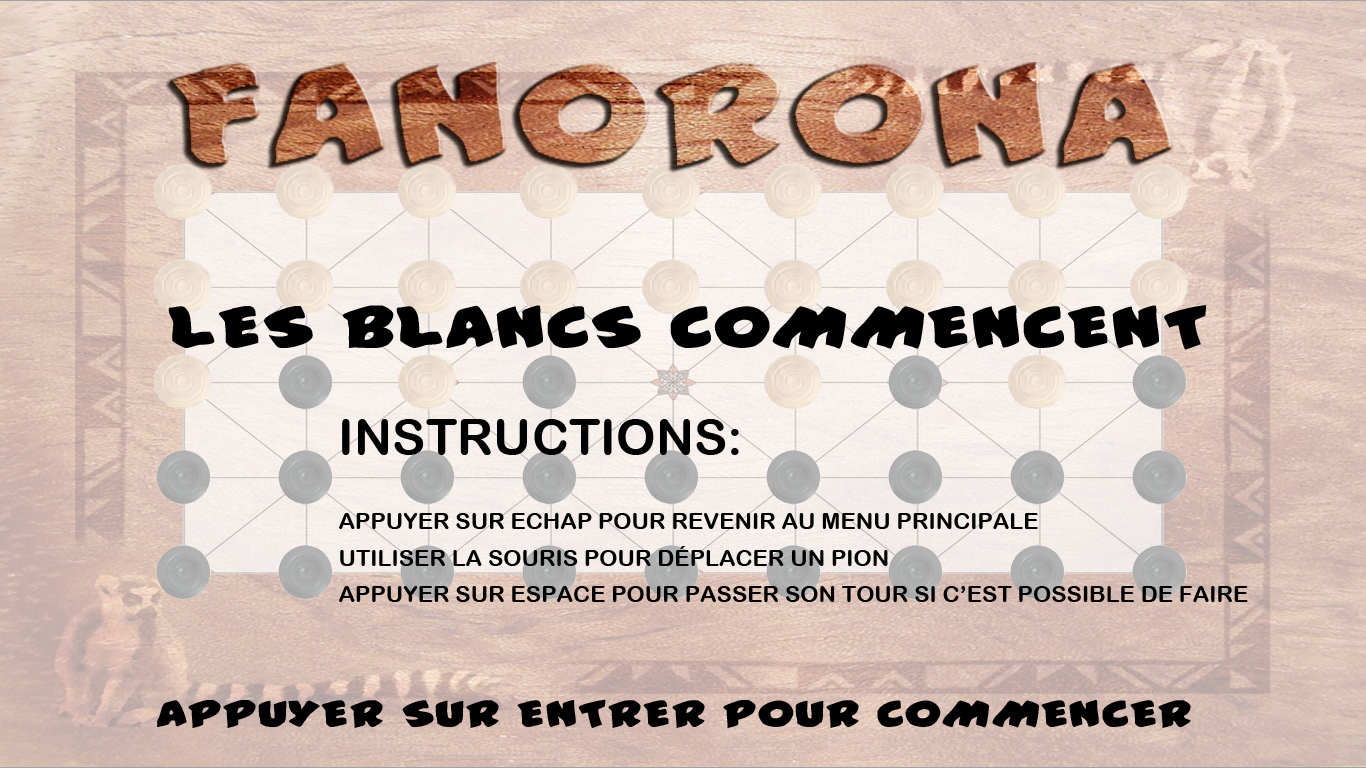 FANORONA
LES BLANCS COMMENCENT
INSTRUCTIONS:
APPUYER SUR ECHAP POUR REVENIR AU MENU PRINCIPALE
UTILISER LA SOURIS POUR DÉPLACER UN PION
APPUYER SUR ESPACE POUR PASSER SON TOUR SI C’EST POSSIBLE DE FAIRE
APPUYER SUR ENTRER POUR COMMENCER